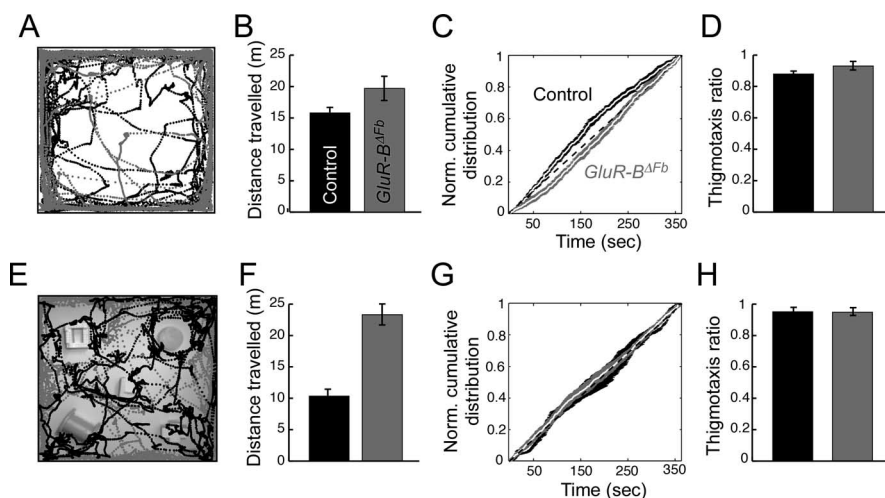 A
B
Distance travelled (m)
25
20
15
10
5
0
Control
GluR-BΔFb
C
Norm. cumulative
distribution
1
0.8
0.6
0.4
0.2
0
Control
GluR-BΔFb
50
150
250
350
Time (sec)
D
Thigmotaxis ratio
1
0.8
0.6
0.4
0.2
0
E
F
Distance travelled (m)
25
20
15
10
5
0
G
Norm. cumulative
distribution
1
0.8
0.6
0.4
0.2
0
50
150
250
350
Time (sec)
H
Thigmotaxis ratio
1
0.8
0.6
0.4
0.2
0